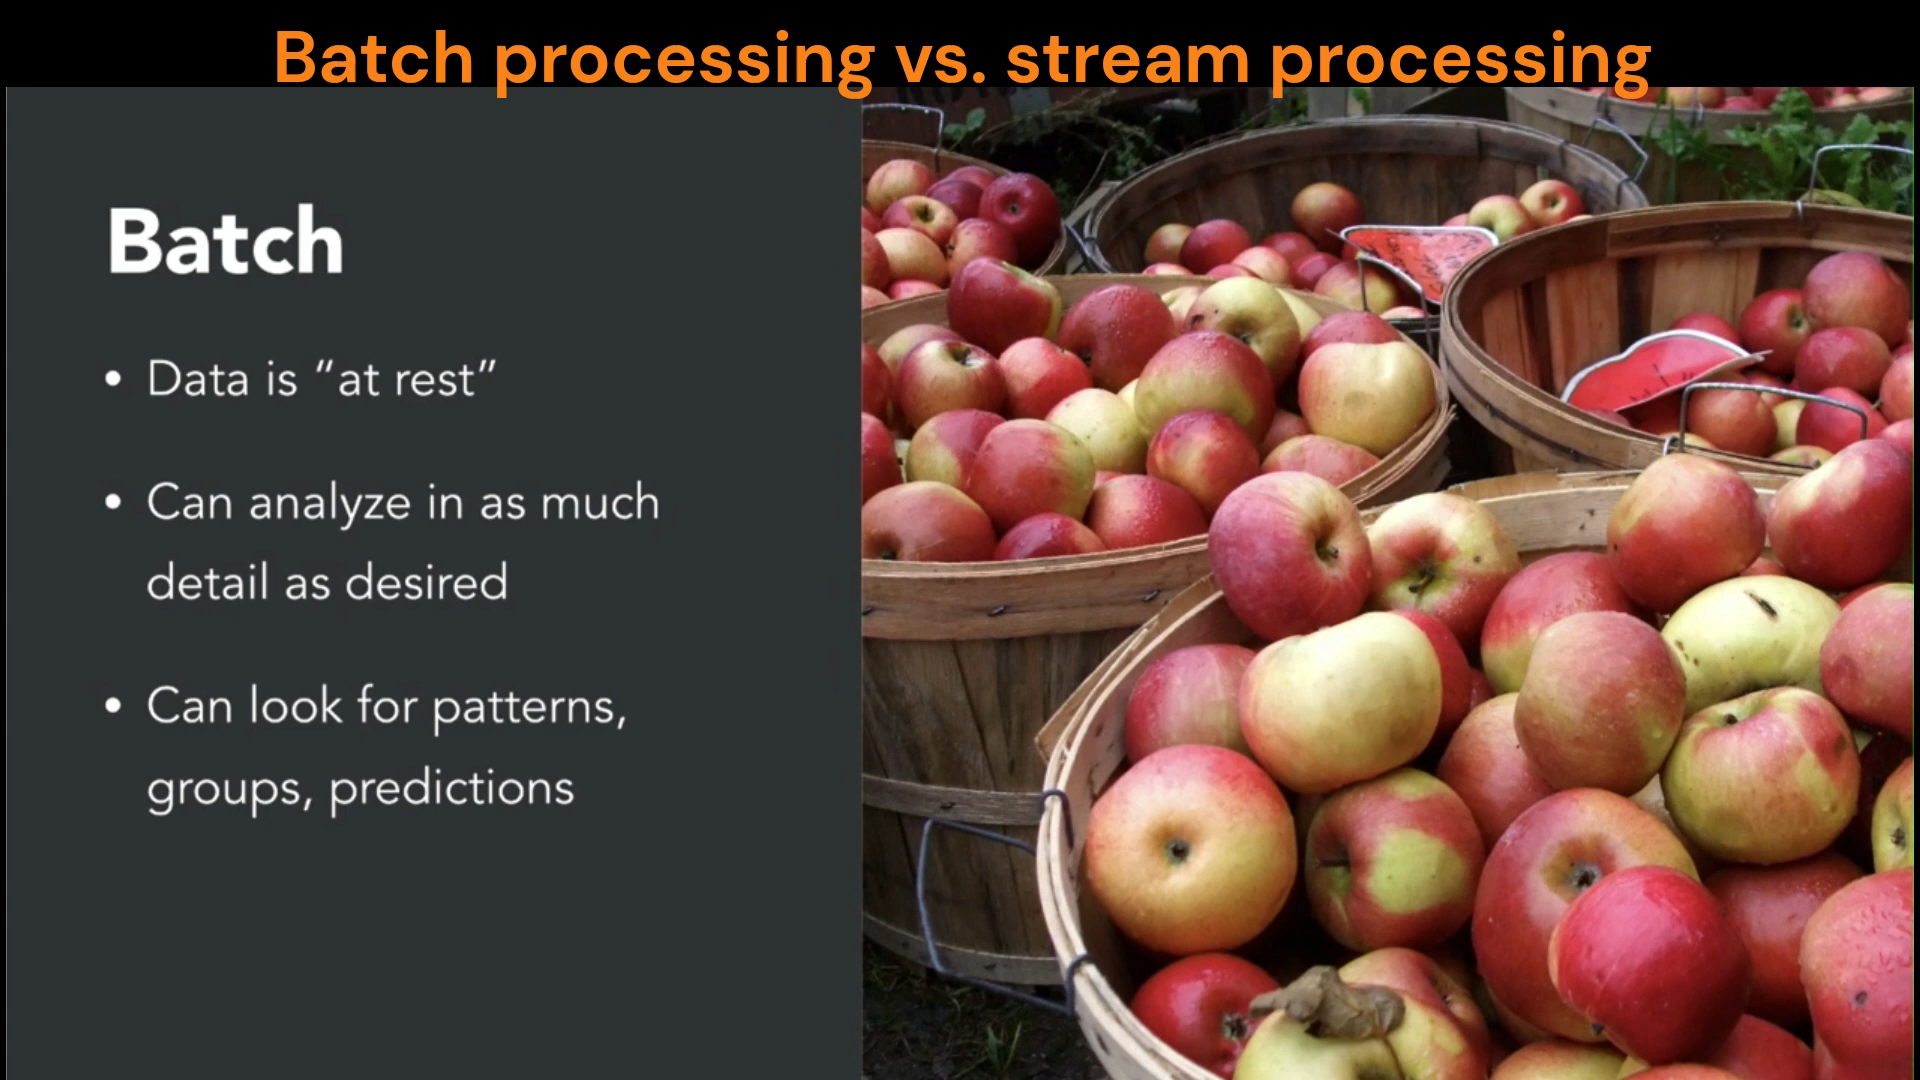 Batch processing vs. stream processing
Batch
• Data is “at rest”
• Can analyze in as much
detail as desired
• Can look for patterns,
groups, predictions